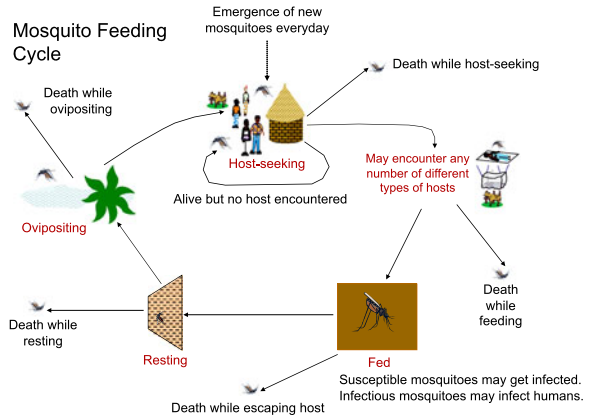 Mosquito Feeding
Cycle
Emergence of new
mosquitoes everyday
Death while host-seeking
Death while
ovipositing
Host-seeking
May encounter any
number of different
types of hosts
Alive but no host encountered
Ovipositing
Death
while
feeding
Death while
resting
Resting
Fed
Susceptible mosquitoes may get infected.
Infectious mosquitoes may infect humans.
Death while escaping host